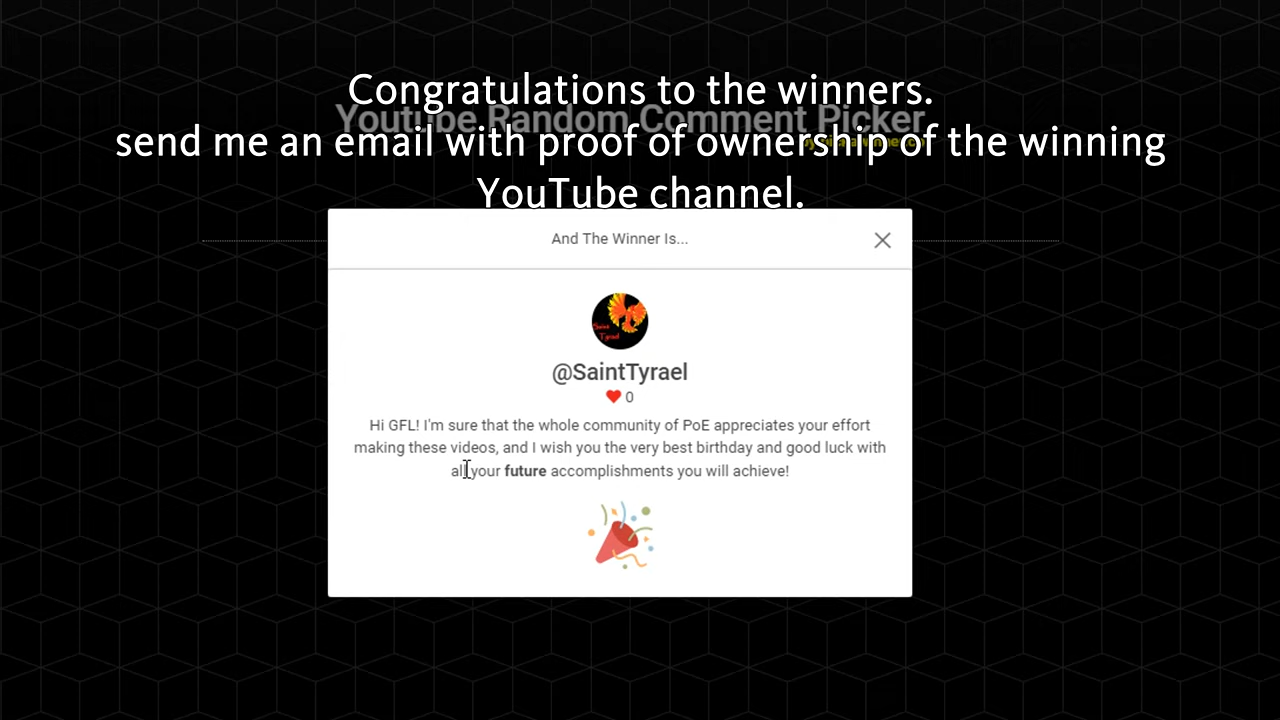 Congratulations to the winners.
Youtube Random Comment Picker
send me an email with proof of ownership of the winning
YouTube channel.
And The Winner Is...
Saint
Tyrael
@SaintTyrael
0
Hi GFL! I'm sure that the whole community of PoE appreciates your effort
making these videos, and I wish you the very best birthday and good luck with
all your future accomplishments you will achieve!